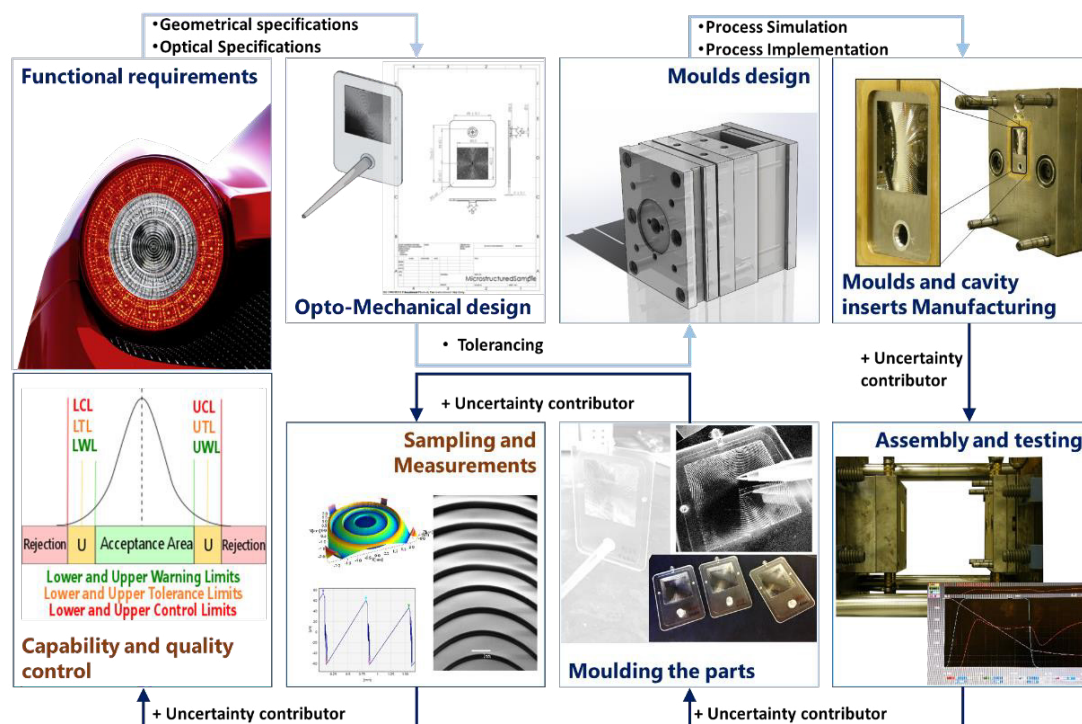 •Geometrical specifications
•Optical Specifications
•Process Simulation
•Process Implementation
Functional requirements
Moulds design
MicrostructuredSample
Opto-Mechanical design
Moulds and cavity
inserts Manufacturing
• Tolerancing
+ Uncertainty
contributor
+ Uncertainty contributor
LCL
UCL
LTL
UTL
LWL
UWL
Rejection
U
Acceptance Area
U
Rejection
Lower and Upper Warning Limits
Lower and Upper Tolerance Limits
Lower and Upper Control Limits
Capability and quality
control
Sampling and
Measurements
Moulding the parts
Assembly and testing
+ Uncertainty contributor
+ Uncertainty contributor